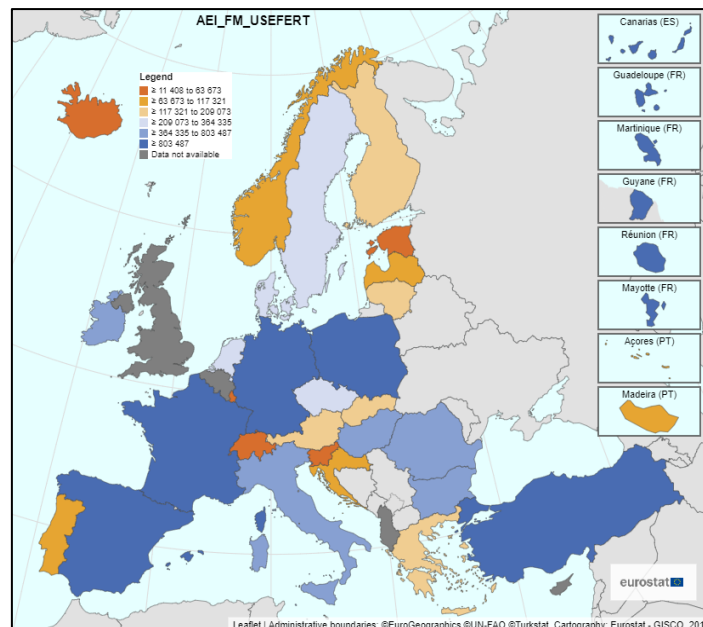 AEI_FM_USEFERT
Legend
≥ 11 408 to 63 673
≥ 63 673 to 117 321
≥ 117 321 to 209 073
≥ 209 073 to 364 335
≥ 364 335 to 803 487
≥ 803 487
Data not available
Canarias (ES)
Guadeloupe (FR)
Martinique (FR)
Guyane (FR)
Réunion (FR)
Mayotte (FR)
Açores (PT)
Madeira (PT)
eurostat
Leaflet | Administrative boundaries: ©EuroGeographics ©UN-FAO ©Turkstat, Cartography: Eurostat - GISCO, 201